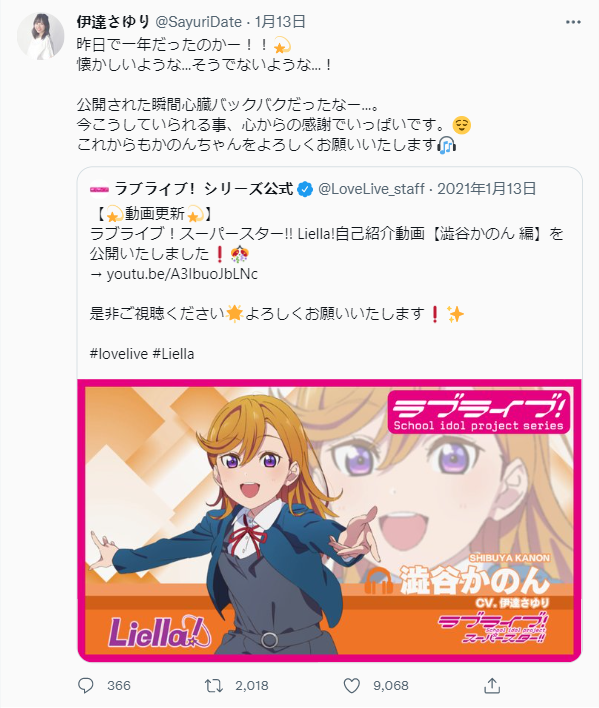 伊達さゆり @SayuriDate · 1月13日
昨日で一年だったのかー！！💫
懐かしいような...そうでないような...！
公開された瞬間心臓バックバクだったなー...。
今こうしていられる事、心からの感謝でいっぱいです。😌
これからもかのんちゃんをよろしくお願いいたします🎧
ラブライブ！シリーズ公式 @LoveLive_staff · 2021年1月13日
【💫動画更新💫】
ラブライブ！スーパースター!! Liella!自己紹介動画【澁谷かのん 編】を
公開いたしました❗🎊
→ youtu.be/A3IbuoJbLNc
是非ご視聴ください🌟よろしくお願いいたします❗✨
#lovelive #Liella
ラブライブ!
School idol project series
SHIBUYA KANON
澁谷かのん
CV. 伊達さゆり
Liella!
ラブライブ!
School idol project
スーパースター!!
366
2,018
9,068